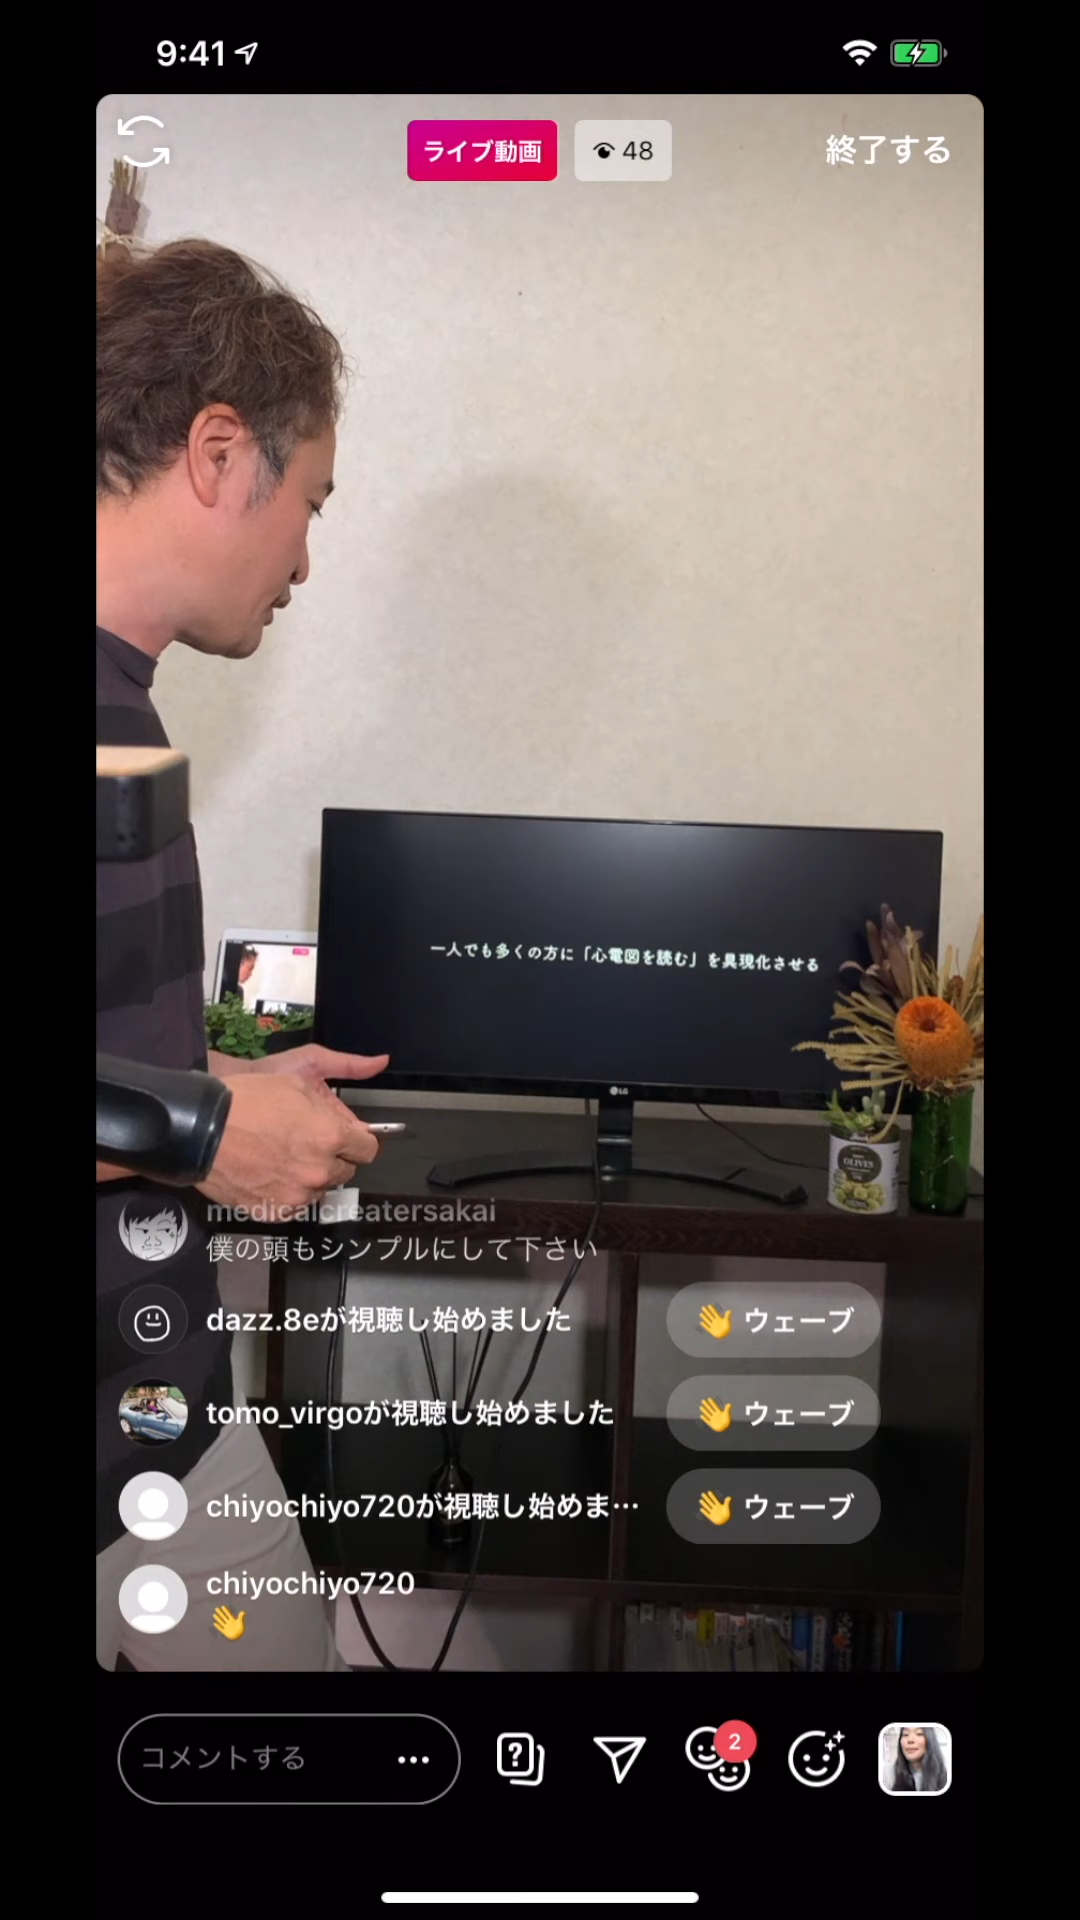 9:41
ライブ動画
48
終了する
一人でも多くの方に「心電図を読む」を具現化させる
LG
OLIVES
medicalcreatersakai
僕の頭もシンプルにして下さい
dazz.8eが視聴し始めました
👋 ウェーブ
tomo_virgoが視聴し始めました
👋 ウェーブ
chiyochiyo720が視聴し始めま…
👋 ウェーブ
chiyochiyo720
👋
コメントする
2